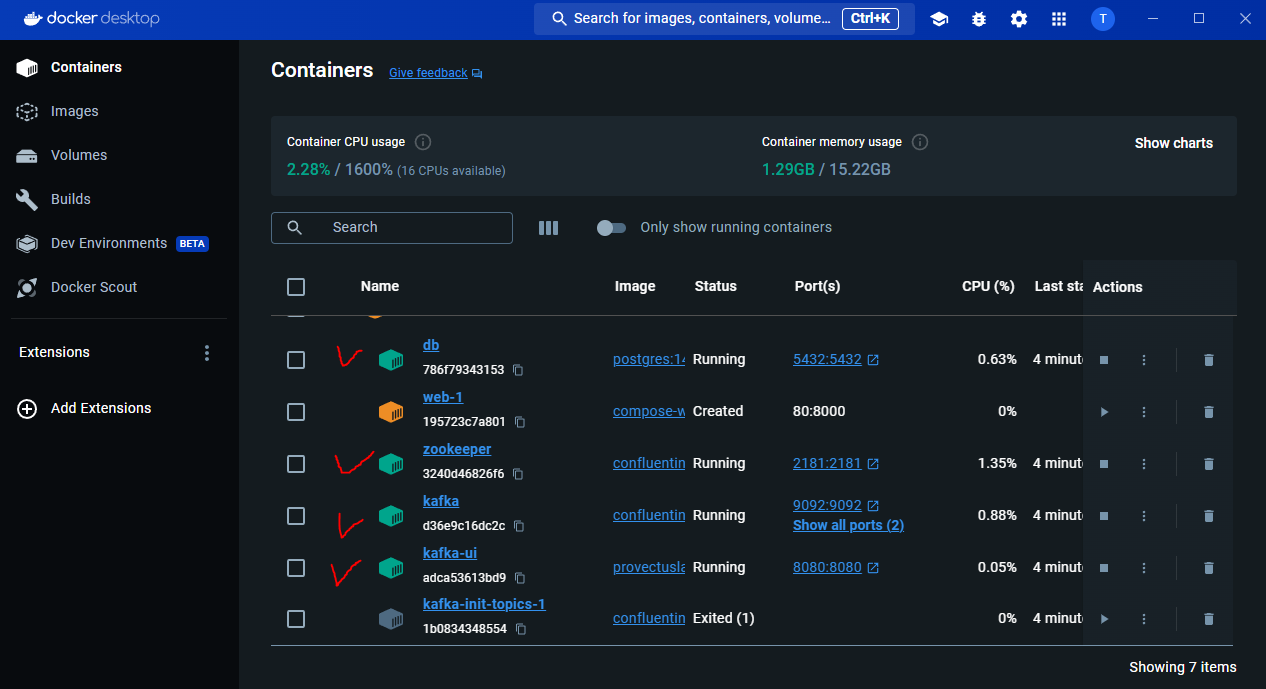 docker desktop
Search for images, containers, volume... Ctrl+K
T
Containers
Images
Volumes
Builds
Dev Environments BETA
Docker Scout
Extensions
Add Extensions
Containers Give feedback
Container CPU usage
2.28% / 1600% (16 CPUs available)
Container memory usage
1.29GB / 15.22GB
Show charts
Search
Only show running containers
Name Image Status Port(s) CPU (%) Last sta Actions
db
786f79343153
postgres:14 Running 5432:5432 0.63% 4 minut
web-1
195723c7a801
compose-w Created 80:8000 0%
zookeeper
3240d46826f6
confluentin Running 2181:2181 1.35% 4 minut
kafka
d36e9c16dc2c
confluentin Running 9092:9092 0.88% 4 minut
Show all ports (2)
kafka-ui
adca53613bd9
provectusla Running 8080:8080 0.05% 4 minut
kafka-init-topics-1
1b0834348554
confluentin Exited (1) 0% 4 minut
Showing 7 items